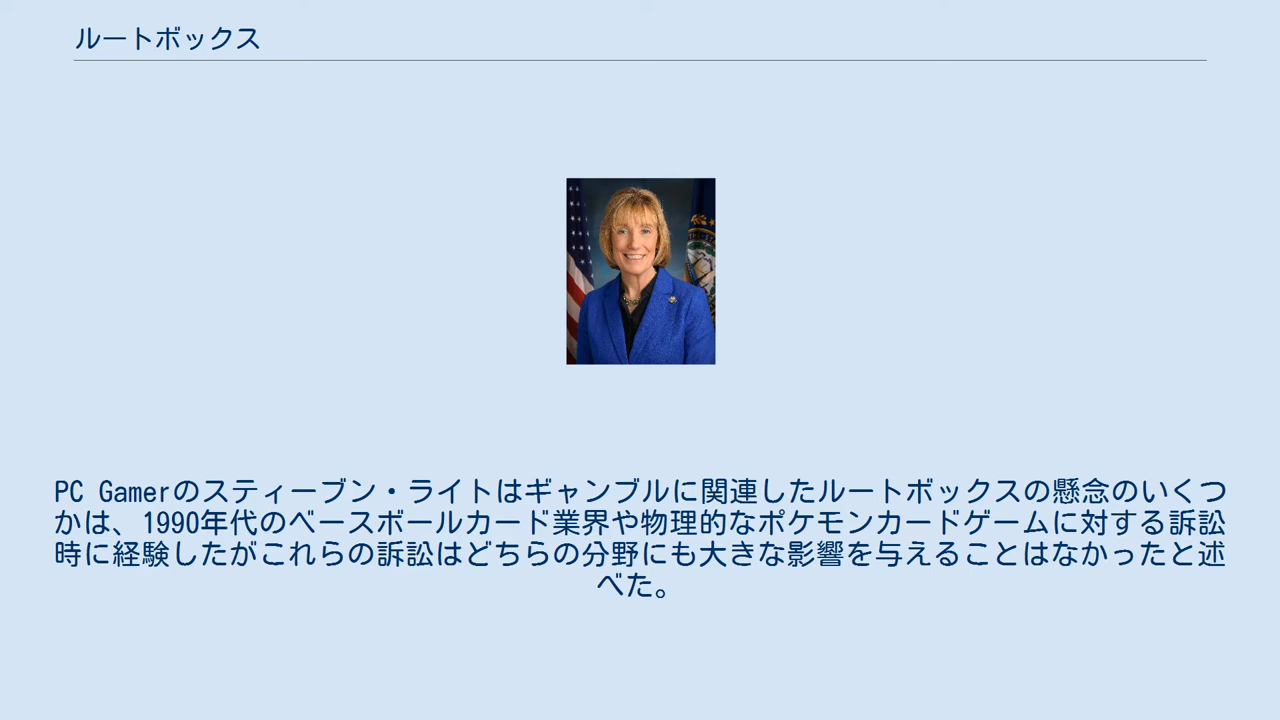 ルートボックス
PC Gamerのスティーブン・ライトはギャンブルに関連したルートボックスの懸念のいくつ
かは、1990年代のベースボールカード業界や物理的なポケモンカードゲームに対する訴訟
時に経験したがこれらの訴訟はどちらの分野にも大きな影響を与えることはなかったと述
べた。